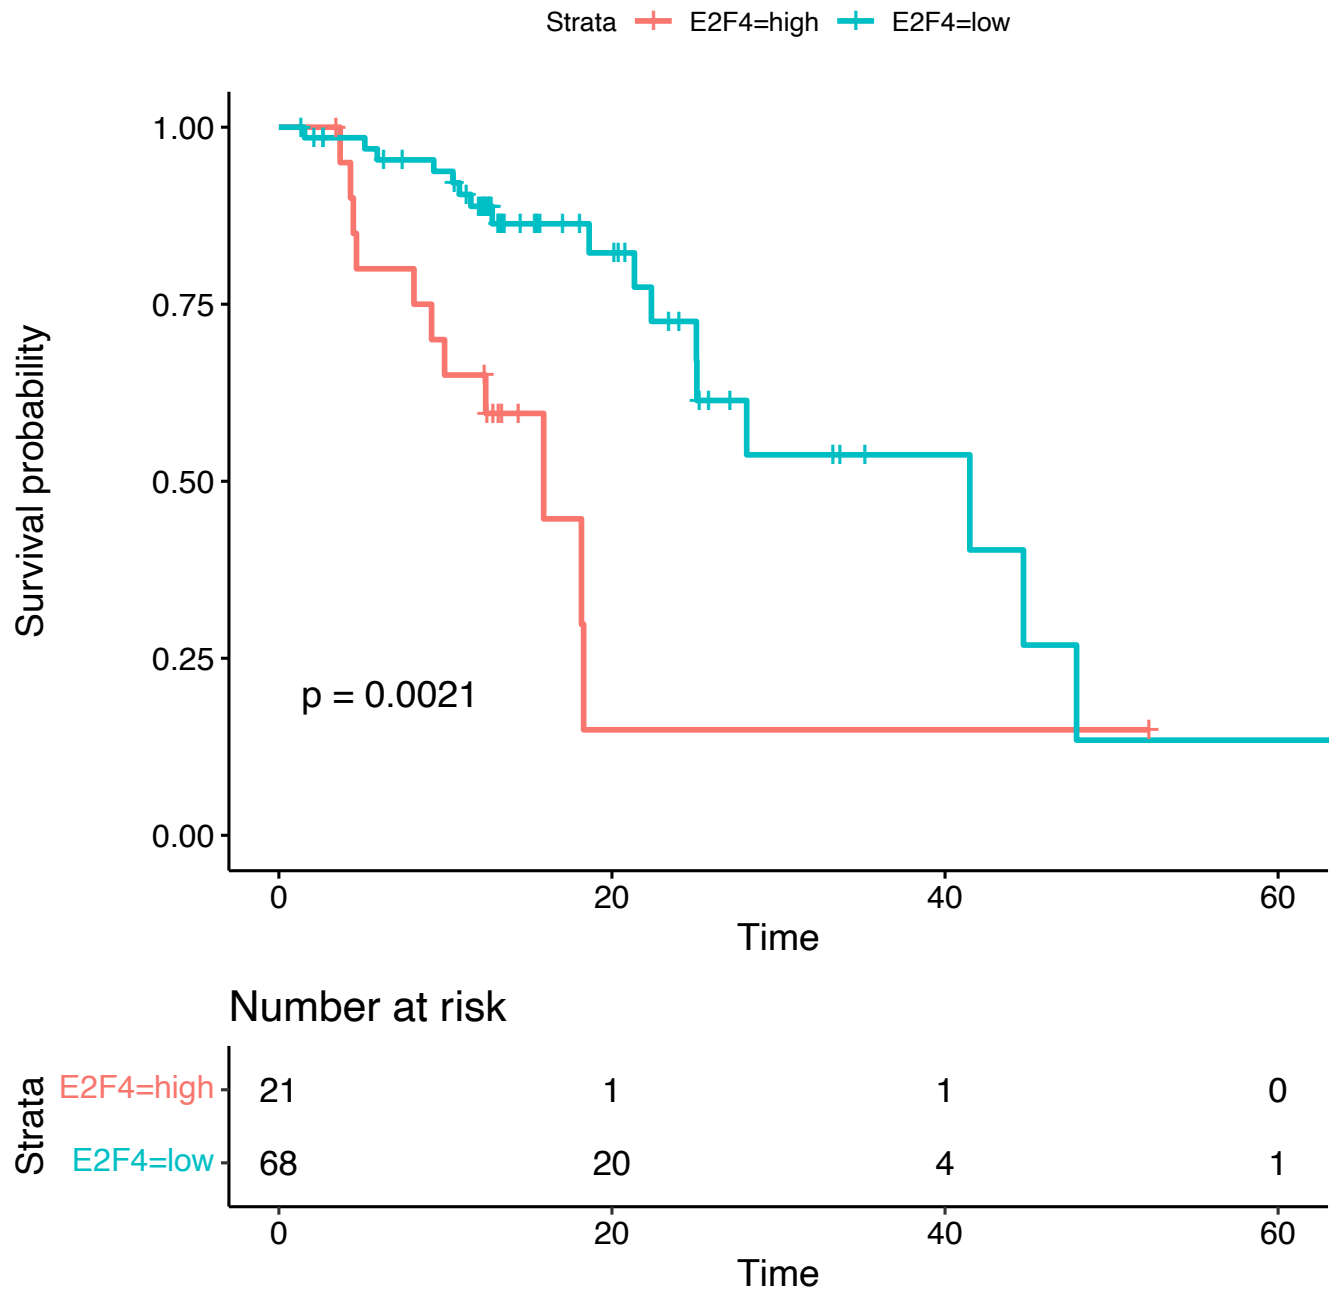 Strata E2F4=high E2F4=low
Survival probability
1.00
0.75
0.50
0.25
0.00
p = 0.0021
0 20 40 60
Time
Number at risk
Strata
E2F4=high 21 1 1 0
E2F4=low 68 20 4 1
0 20 40 60
Time